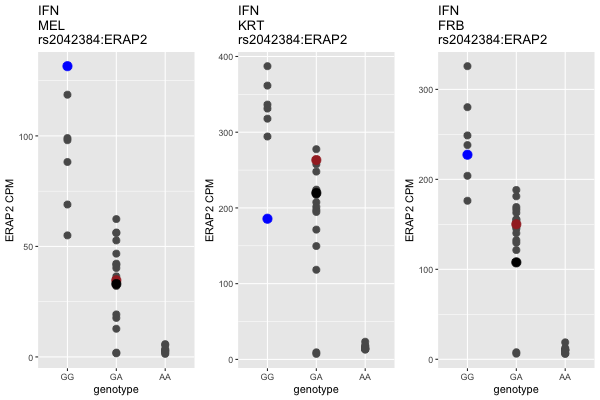 IFN
MEL
rs2042384:ERAP2
ERAP2 CPM
100
50
0
GG GA AA
genotype
IFN
KRT
rs2042384:ERAP2
ERAP2 CPM
400
300
200
100
0
GG GA AA
genotype
IFN
FRB
rs2042384:ERAP2
ERAP2 CPM
300
200
100
0
GG GA AA
genotype